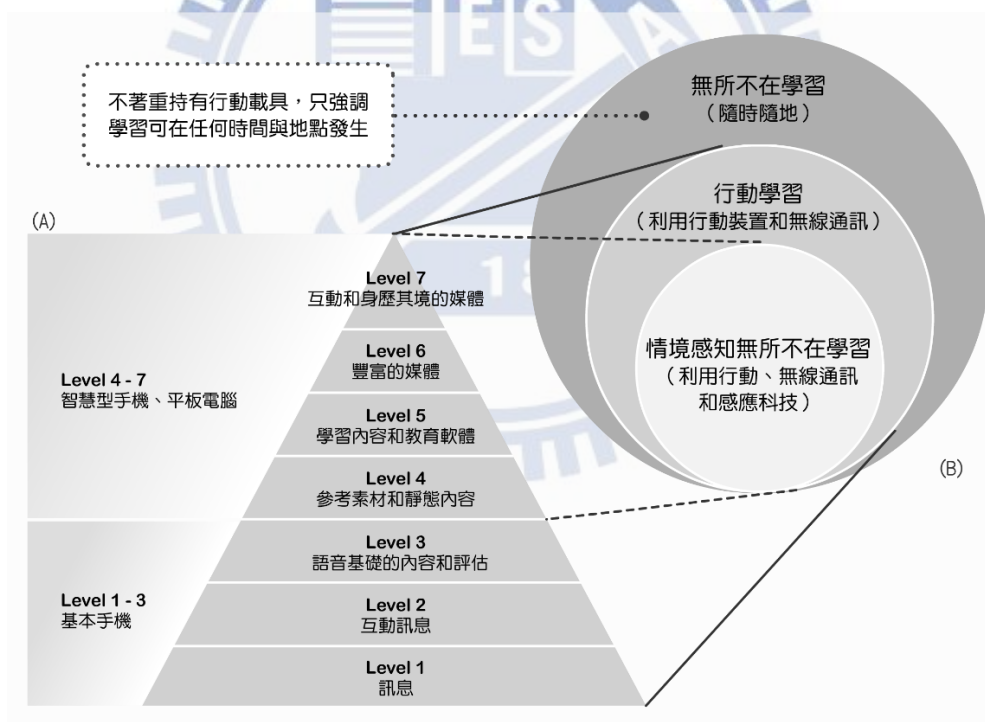 ESA
不著重持有行動載具，只強調
學習可在任何時間與地點發生
無所不在學習
（隨時隨地）
行動學習
（利用行動裝置和無線通訊）
情境感知無所不在學習
（利用行動、無線通訊
和感應科技）
(A)
(B)
Level 7
互動和身歷其境的媒體
Level 6
豐富的媒體
Level 5
學習內容和教育軟體
Level 4
參考素材和靜態內容
Level 3
語音基礎的內容和評估
Level 2
互動訊息
Level 1
訊息
Level 4 - 7
智慧型手機、平板電腦
Level 1 - 3
基本手機